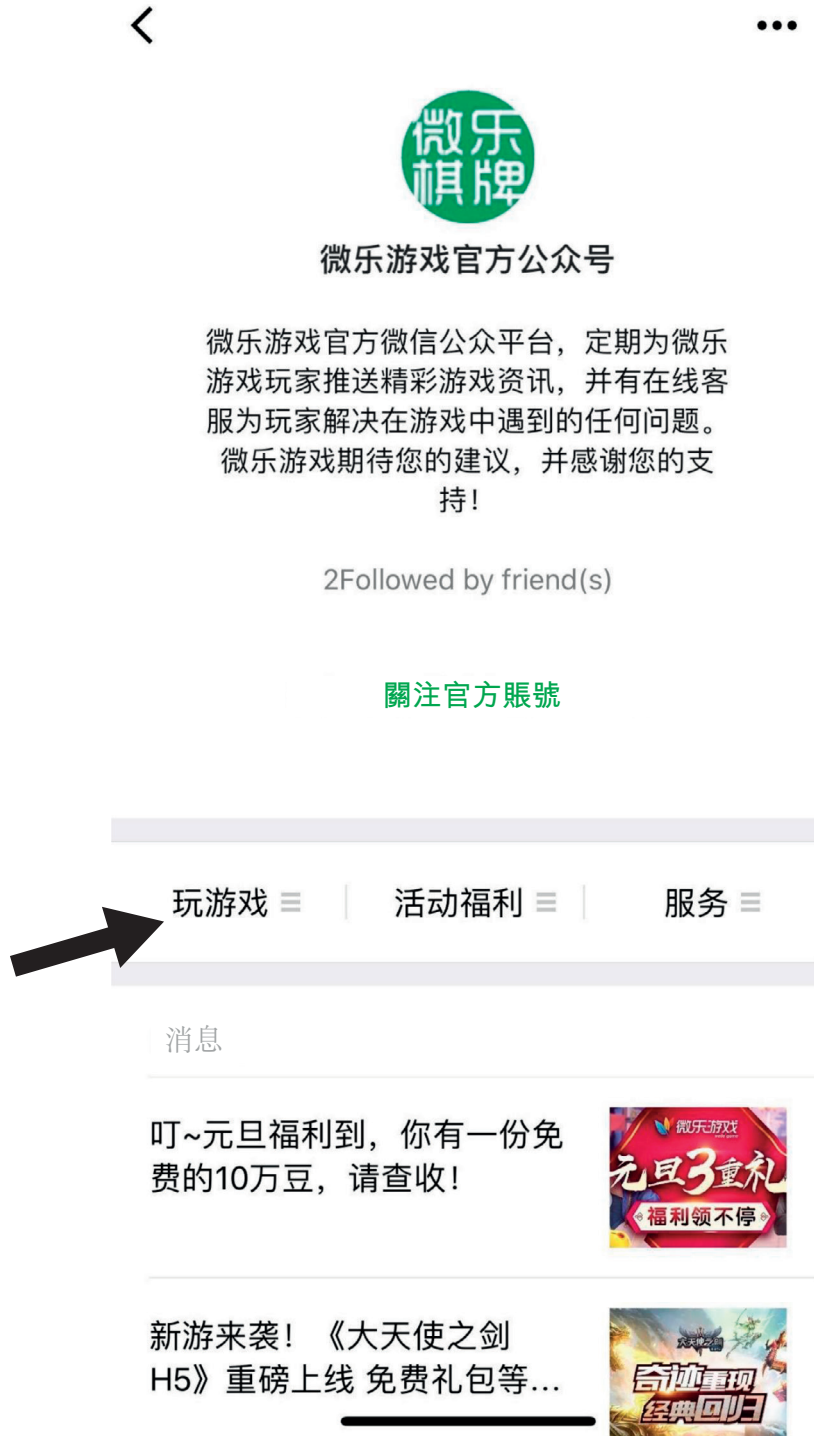 微乐
棋牌
微乐游戏官方公众号
微乐游戏官方微信公众平台，定期为微乐
游戏玩家推送精彩游戏资讯，并有在线客
服为玩家解决在游戏中遇到的任何问题。
微乐游戏期待您的建议，并感谢您的支
持！
2Followed by friend(s)
關注官方賬號
玩游戏 活动福利 服务
消息
叮~元旦福利到，你有一份免
费的10万豆，请查收！
微乐游戏
元旦3重礼
福利领不停
新游来袭！《大天使之剑
H5》重磅上线 免费礼包等...
大天使之剑
奇迹重现
经典回归